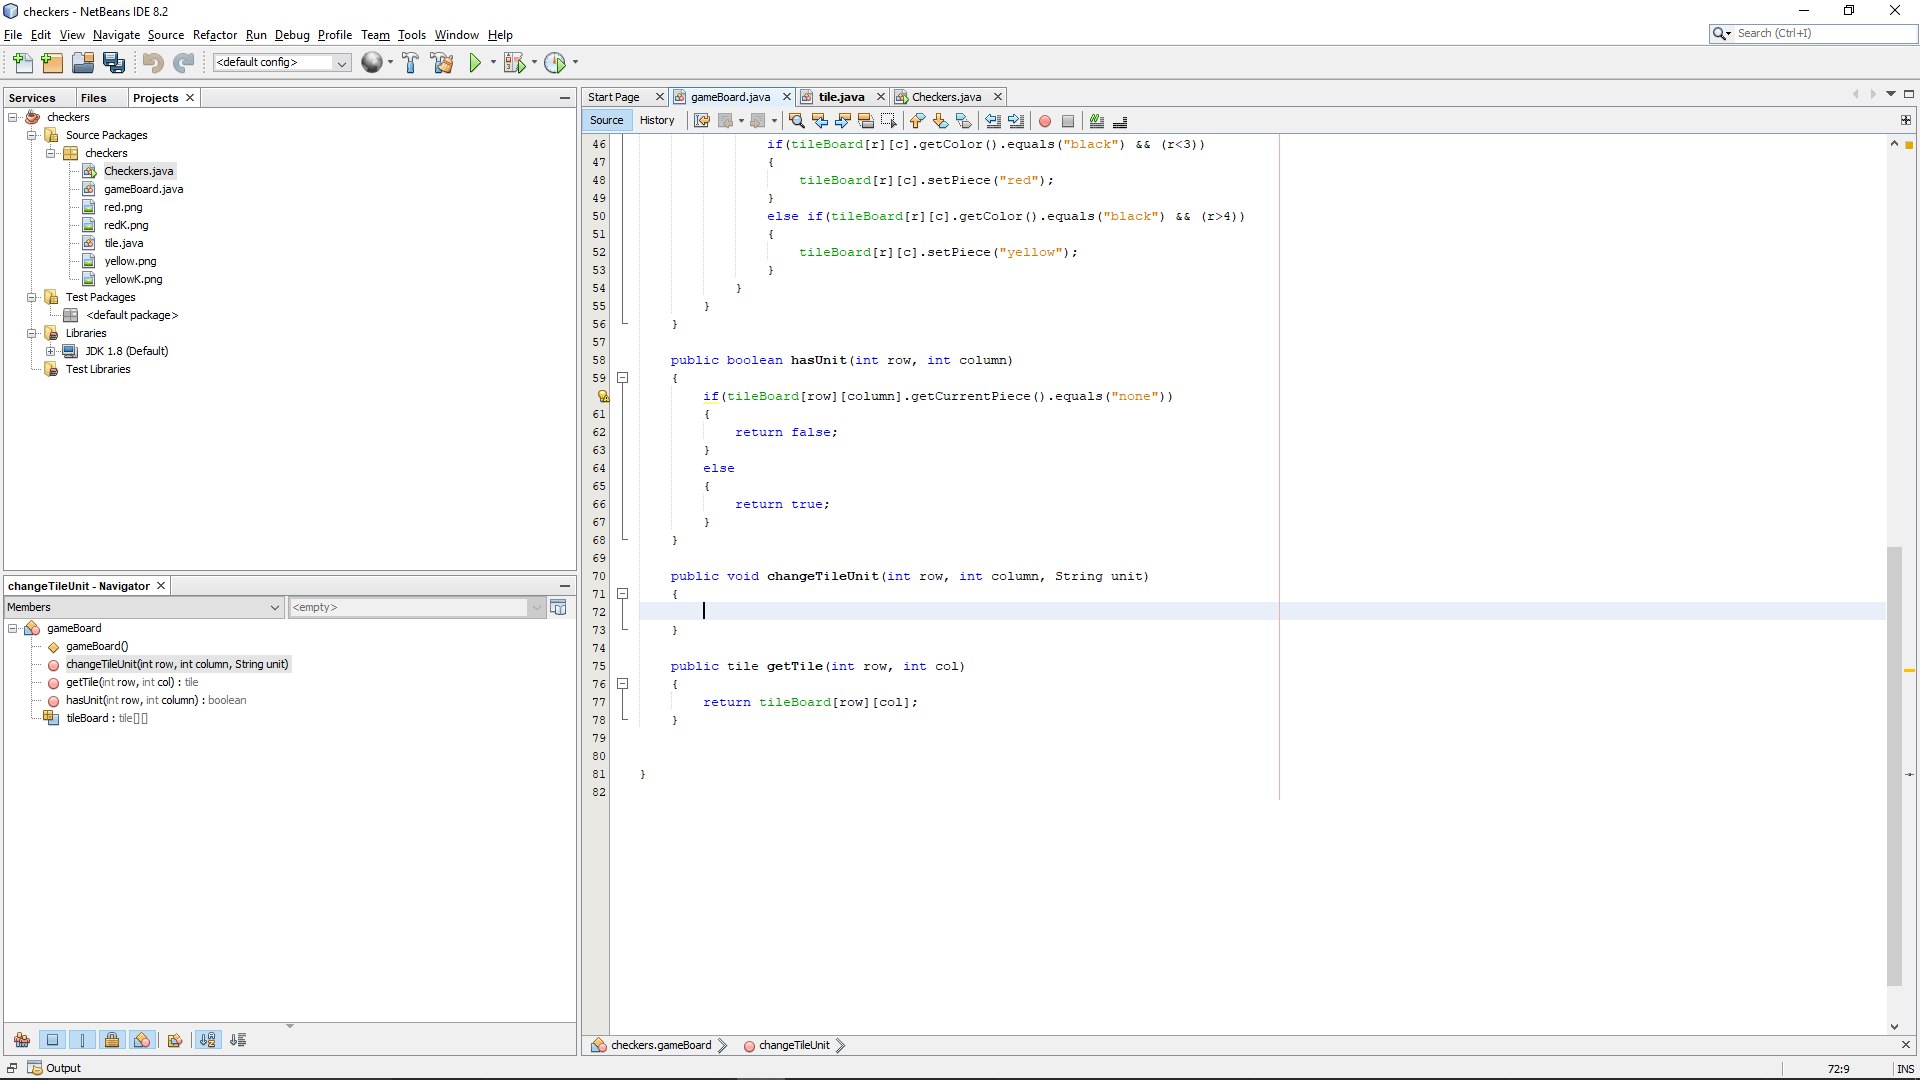 checkers - NetBeans IDE 8.2
File Edit View Navigate Source Refactor Run Debug Profile Team Tools Window Help
Search (Ctrl+I)
<default config>
Services Files Projects
checkers
Source Packages
checkers
Checkers.java
gameBoard.java
red.png
redK.png
tile.java
yellow.png
yellowK.png
Test Packages
<default package>
Libraries
JDK 1.8 (Default)
Test Libraries
changeTileUnit - Navigator
Members <empty>
gameBoard
gameBoard()
changeTileUnit(int row, int column, String unit)
getTile(int row, int col) : tile
hasUnit(int row, int column) : boolean
tileBoard : tile[][]
Start Page gameBoard.java tile.java Checkers.java
Source History
46 if(tileBoard[r][c].getColor().equals("black") && (r<3))
47 {
48 tileBoard[r][c].setPiece("red");
49 }
50 else if(tileBoard[r][c].getColor().equals("black") && (r>4))
51 {
52 tileBoard[r][c].setPiece("yellow");
53 }
54 }
55 }
56 }
57
58 public boolean hasUnit(int row, int column)
59 {
if(tileBoard[row][column].getCurrentPiece().equals("none"))
61 {
62 return false;
63 }
64 else
65 {
66 return true;
67 }
68 }
69
70 public void changeTileUnit(int row, int column, String unit)
71 {
72
73 }
74
75 public tile getTile(int row, int col)
76 {
77 return tileBoard[row][col];
78 }
79
80
81 }
82
checkers.gameBoard changeTileUnit
Output
72:9 INS